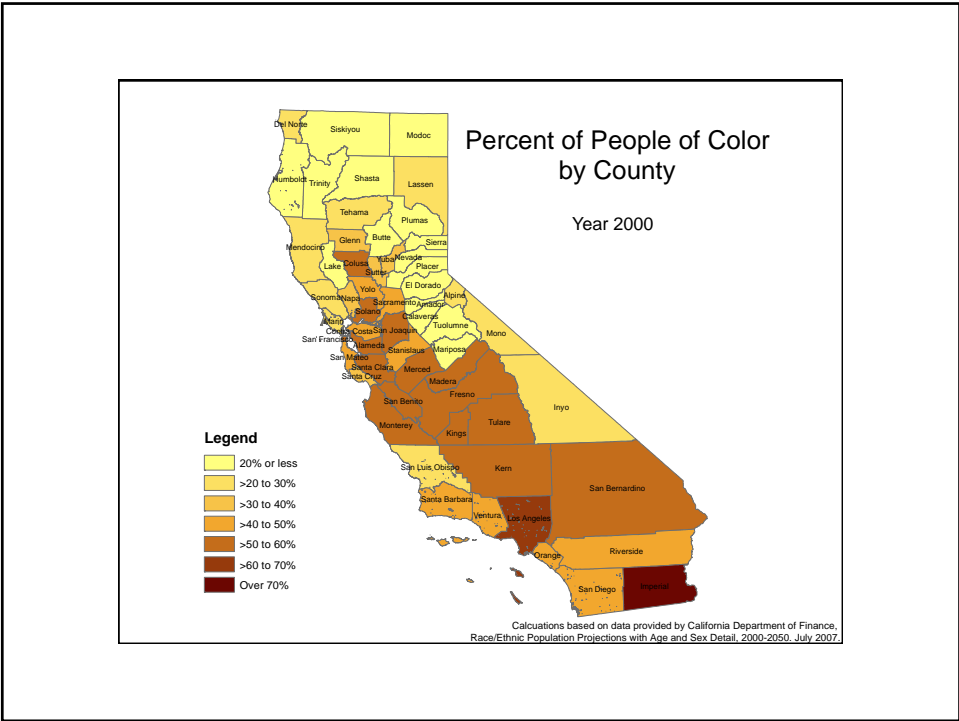 Percent of People of Color
by County
Year 2000
Del Norte
Siskiyou
Modoc
Humboldt
Trinity
Shasta
Lassen
Tehama
Plumas
Mendocino
Glenn
Butte
Sierra
Lake
Colusa
Yuba
Nevada
Sutter
Placer
Sonoma
Napa
Yolo
El Dorado
Alpine
Solano
Sacramento
Amador
Calaveras
Marin
Contra
Costa
San Joaquin
Tuolumne
Mono
San Francisco
Alameda
San Mateo
Stanislaus
Mariposa
Santa Clara
Merced
Santa Cruz
Madera
San Benito
Fresno
Monterey
Kings
Tulare
Inyo
San Luis Obispo
Kern
San Bernardino
Santa Barbara
Ventura
Los Angeles
Orange
Riverside
San Diego
Imperial
Legend
20% or less
>20 to 30%
>30 to 40%
>40 to 50%
>50 to 60%
>60 to 70%
Over 70%
Calcuations based on data provided by California Department of Finance,
Race/Ethnic Population Projections with Age and Sex Detail, 2000-2050. July 2007.